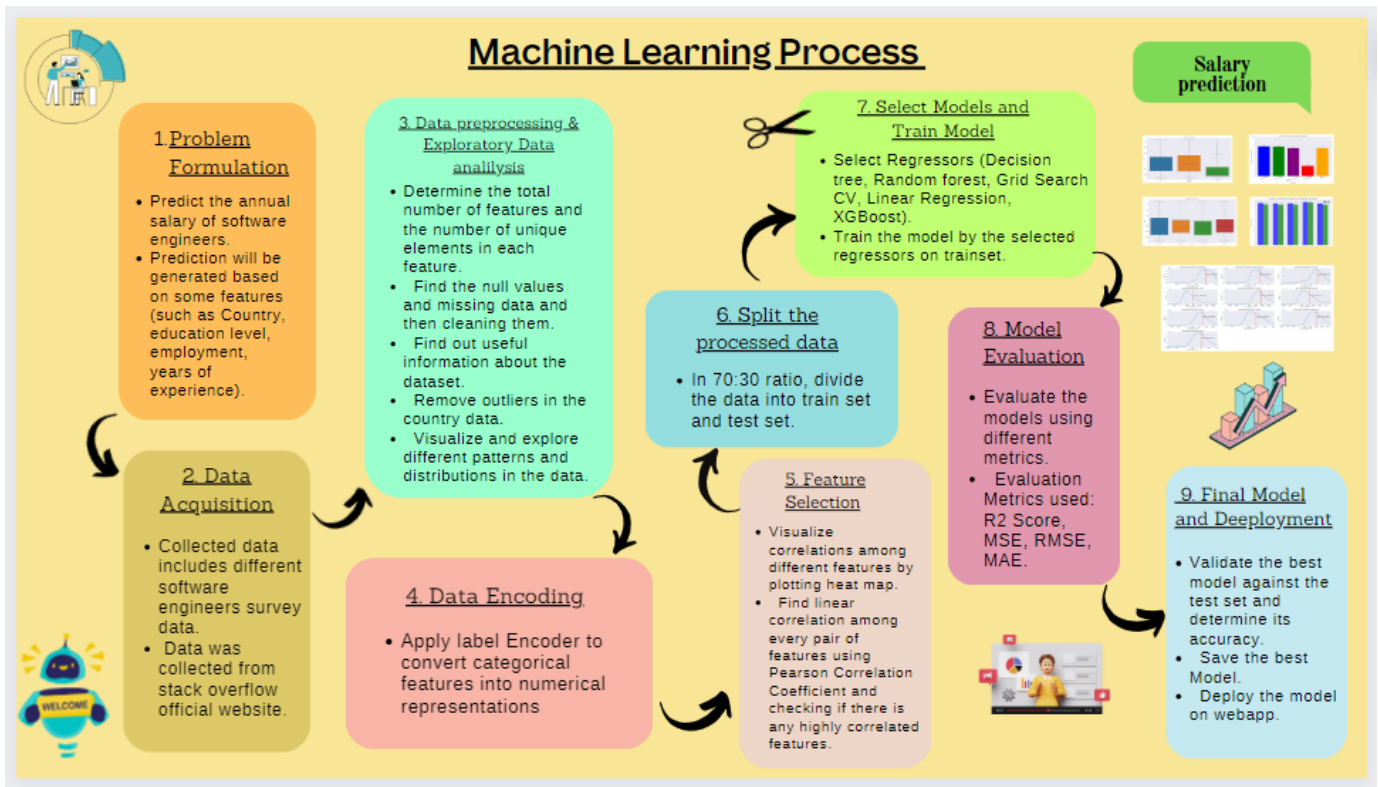 Machine Learning Process
Salary
prediction
1.Problem
Formulation
• Predict the annual
salary of software
engineers.
• Prediction will be
generated based
on some features
(such as Country,
education level,
employment,
years of
experience).
2. Data
Acquisition
• Collected data
includes different
software
engineers survey
data.
• Data was
collected from
stack overflow
official website.
3. Data preprocessing &
Exploratory Data
analilysis
• Determine the total
number of features and
the number of unique
elements in each
feature.
• Find the null values
and missing data and
then cleaning them.
• Find out useful
information about the
dataset.
• Remove outliers in the
country data.
• Visualize and explore
different patterns and
distributions in the data.
4. Data Encoding
• Apply label Encoder to
convert categorical
features into numerical
representations
5. Feature
Selection
• Visualize
correlations among
different features by
plotting heat map.
• Find linear
correlation among
every pair of
features using
Pearson Correlation
Coefficient and
checking if there is
any highly correlated
features.
6. Split the
processed data
• In 70:30 ratio, divide
the data into train set
and test set.
7. Select Models and
Train Model
• Select Regressors (Decision
tree, Random forest, Grid Search
CV, Linear Regression,
XGBoost).
• Train the model by the selected
regressors on trainset.
8. Model
Evaluation
• Evaluate the
models using
different
metrics.
• Evaluation
Metrics used:
R2 Score,
MSE, RMSE,
MAE.
9. Final Model
and Deeployment
• Validate the best
model against the
test set and
determine its
accuracy.
• Save the best
Model.
• Deploy the model
on webapp.
WELCOME